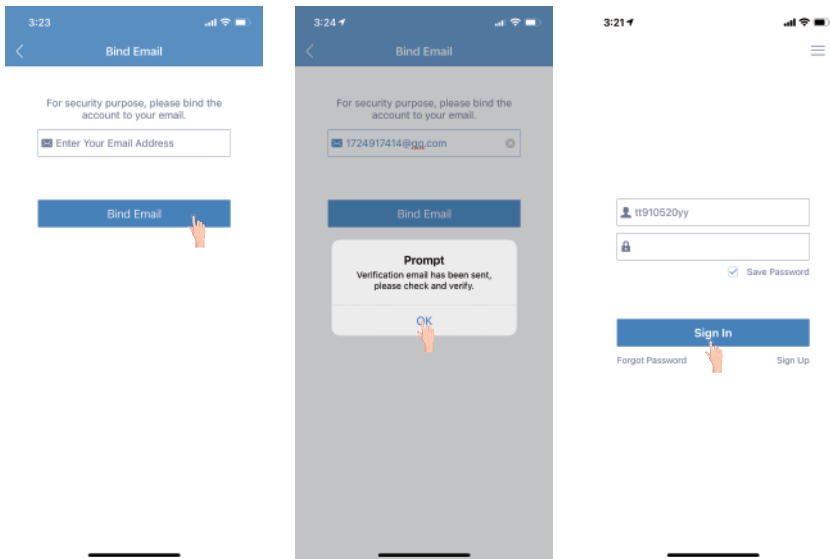 3:23
Bind Email
For security purpose, please bind the
account to your email.
Enter Your Email Address
Bind Email
3:24
Bind Email
For security purpose, please bind the
account to your email.
1724917414@qq.com
Bind Email
Prompt
Verification email has been sent,
please check and verify.
OK
3:21
tt910520yy
Save Password
Sign In
Forgot Password
Sign Up